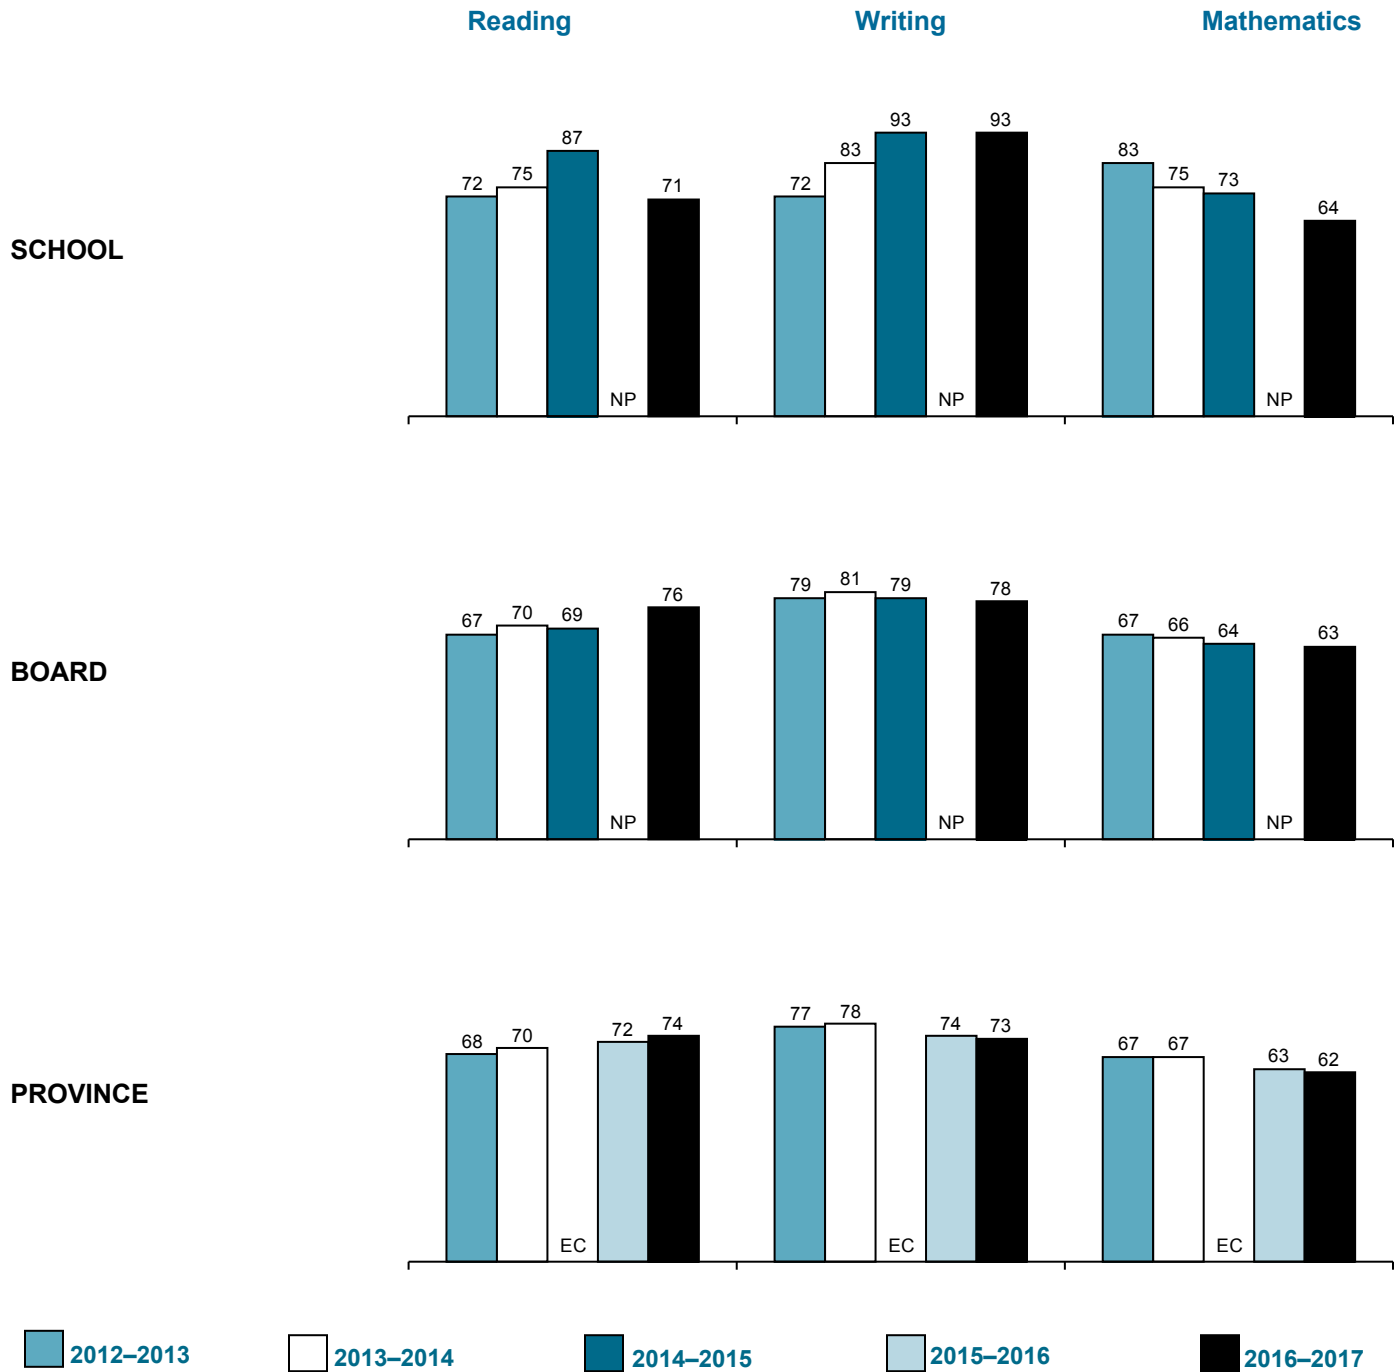 Reading Writing Mathematics
SCHOOL
72 75 87 NP 71
72 83 93 NP 93
83 75 73 NP 64
BOARD
67 70 69 NP 76
79 81 79 NP 78
67 66 64 NP 63
PROVINCE
68 70 EC 72 74
77 78 EC 74 73
67 67 EC 63 62
2012–2013 2013–2014 2014–2015 2015–2016 2016–2017